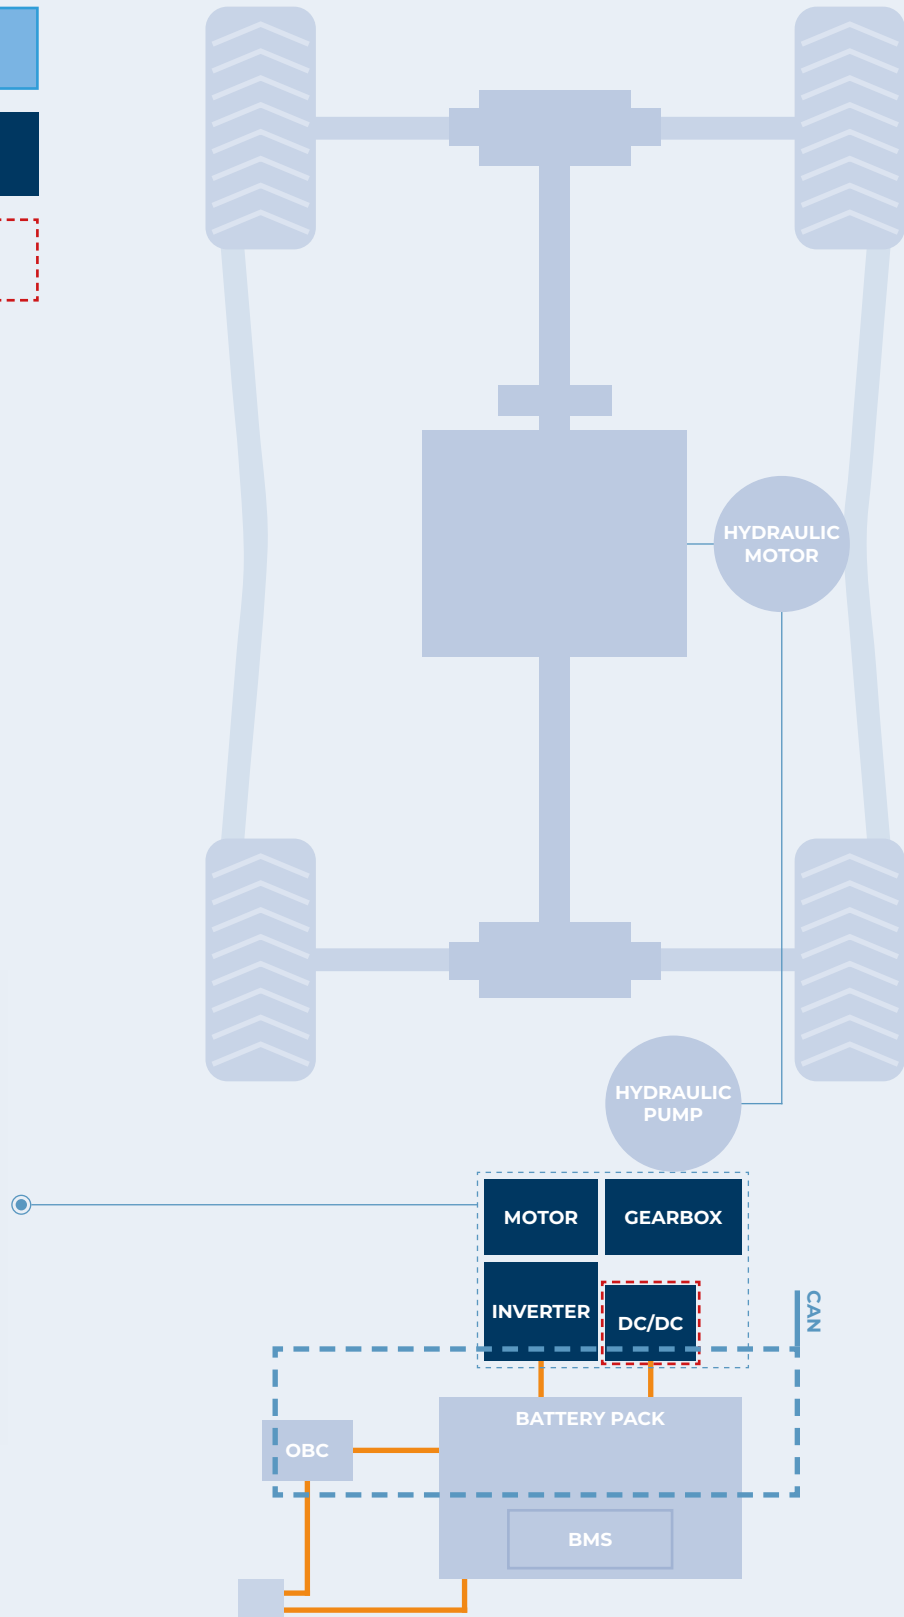 HYDRAULIC
MOTOR
HYDRAULIC
PUMP
MOTOR
GEARBOX
INVERTER
DC/DC
CAN
BATTERY PACK
OBC
BMS